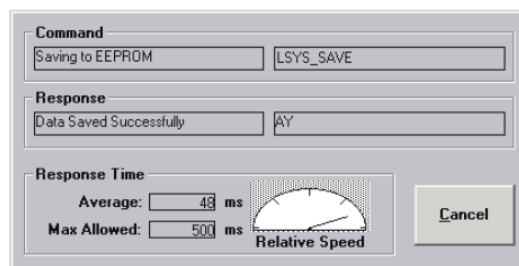 Command
Saving to EEPROM LSYS_SAVE
Response
Data Saved Successfully AY
Response Time
Average: 48 ms
Max Allowed: 500 ms
Relative Speed
Cancel